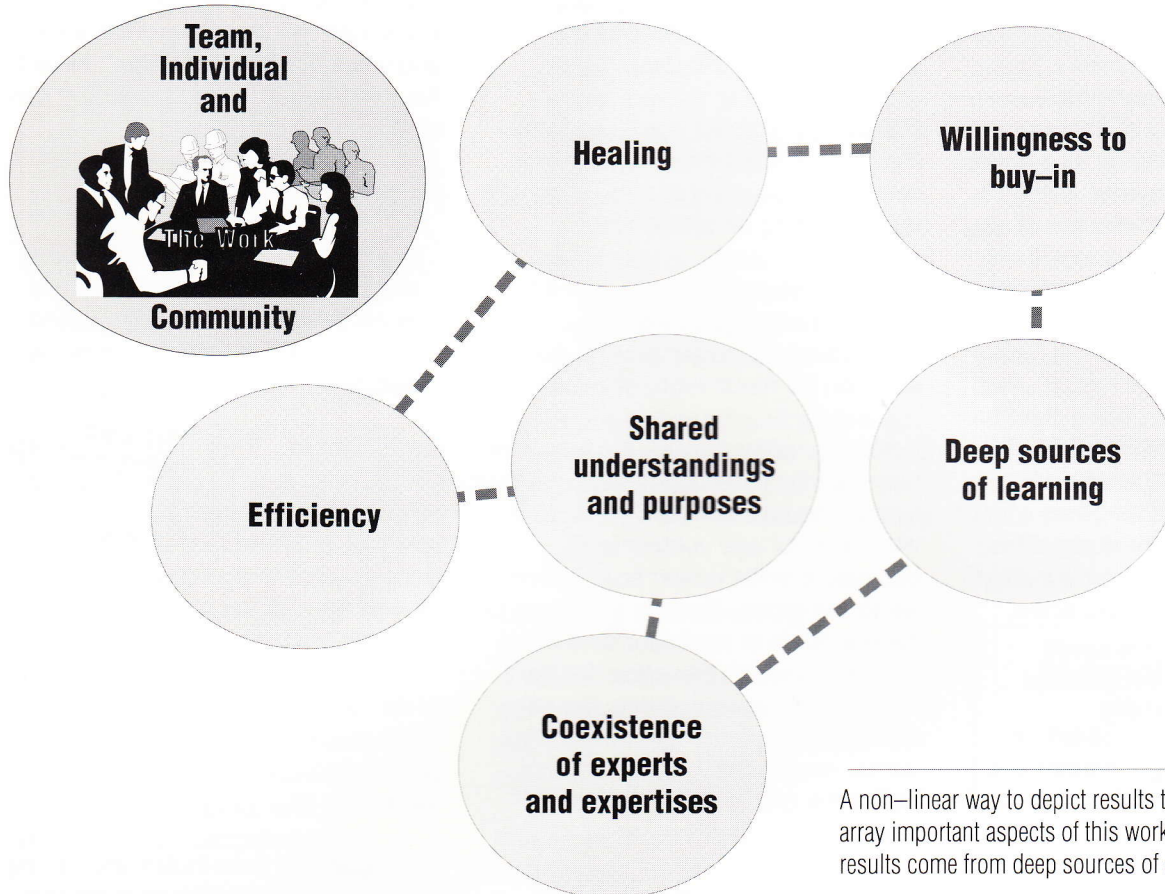 Team,
Individual
and
The Work
Community
Healing
Willingness to
buy–in
Efficiency
Shared
understandings
and purposes
Deep sources
of learning
Coexistence
of experts
and expertises
A non–linear way to depict results
array important aspects of this work
results come from deep sources of